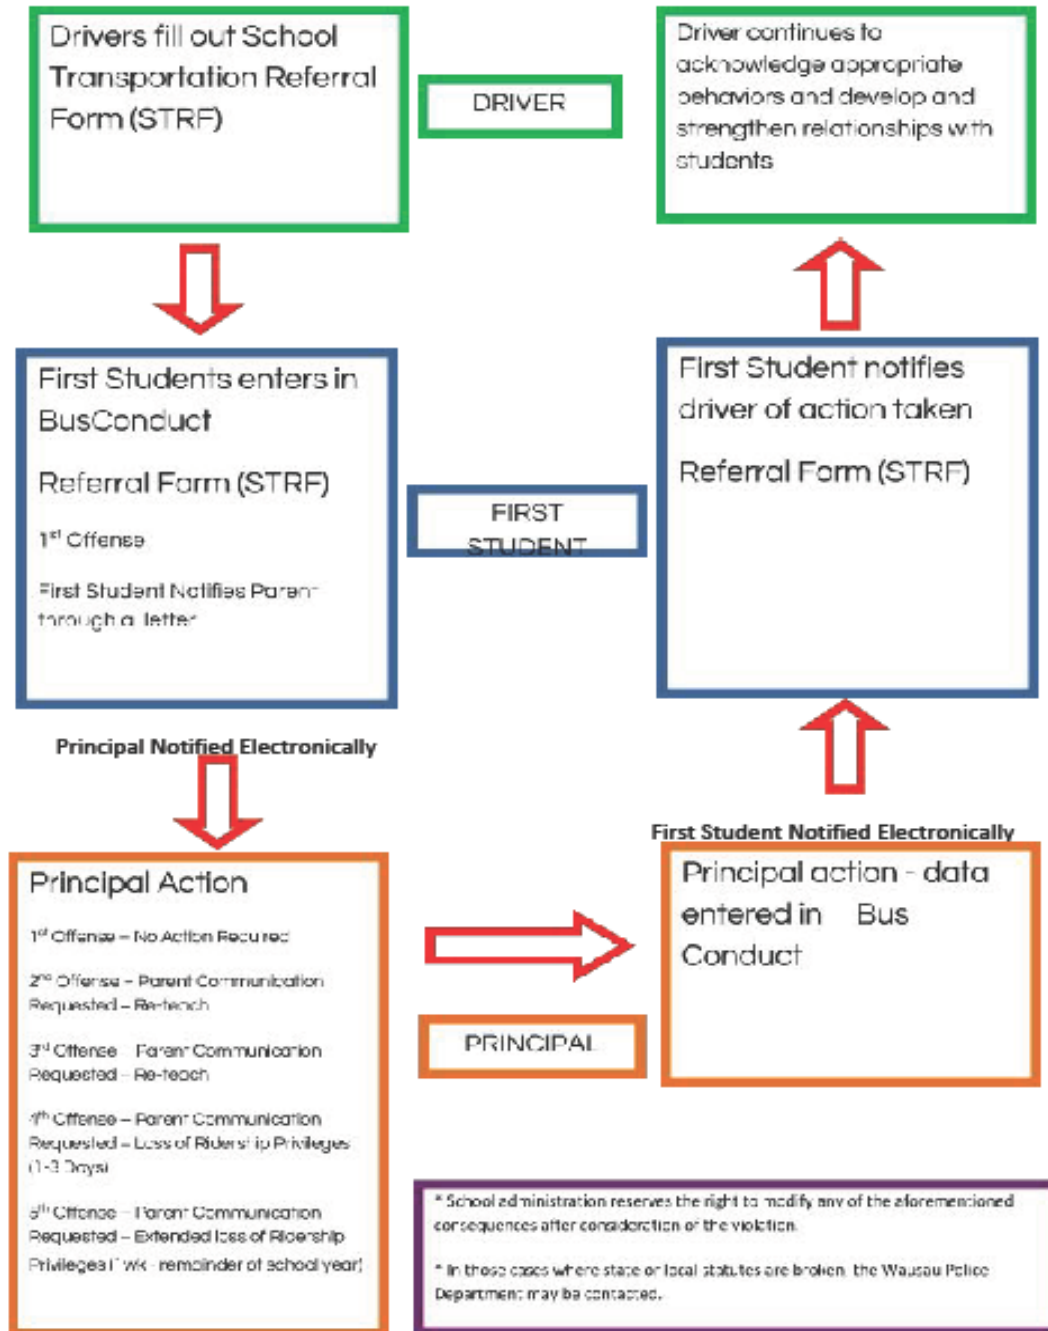 Drivers fill out School
Transportation Referral
Form (STRF)
DRIVER
Driver continues to
acknowledge appropriate
behaviors and develop and
strengthen relationships with
students
First Students enters in
BusConduct
Referral Form (STRF)
1st Offense
First Student Notifies Parent
through a letter
FIRST
STUDENT
First Student notifies
driver of action taken
Referral Form (STRF)
Principal Notified Electronically
First Student Notified Electronically
Principal Action
1st Offense – No Action Required
2nd Offense – Parent Communication
Requested – Re-teach
3rd Offense – Parent Communication
Requested – Re-teach
4th Offense – Parent Communication
Requested – Loss of Ridership Privileges
(1-3 Days)
5th Offense – Parent Communication
Requested – Extended loss of Ridership
Privileges (1 wk - remainder of school year)
PRINCIPAL
Principal action - data
entered in Bus
Conduct
* School administration reserves the right to modify any of the aforementioned
consequences after consideration of the violation.
* In those cases where state or local statutes are broken, the Wausau Police
Department may be contacted.